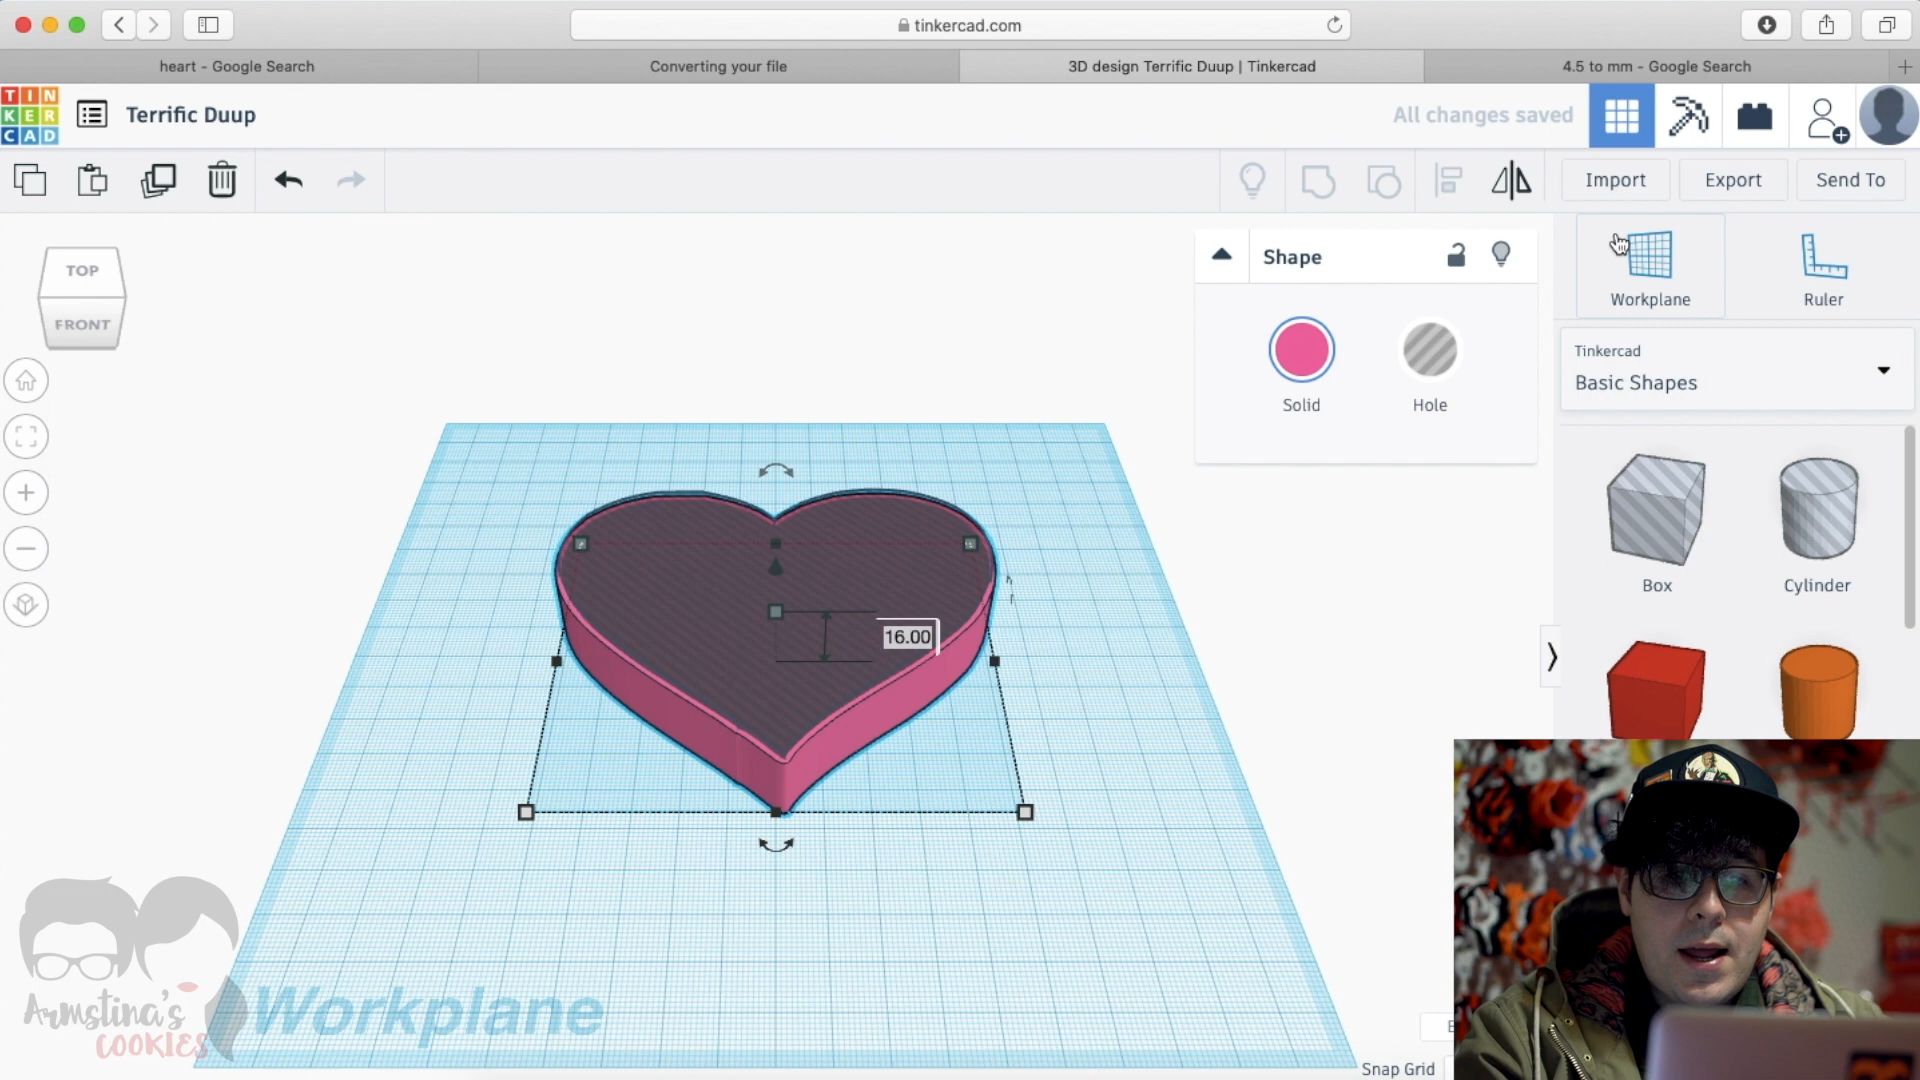 tinkercad.com
heart - Google Search
Converting your file
3D design Terrific Duup | Tinkercad
4.5 to mm - Google Search
TIN
KER
CAD
Terrific Duup
All changes saved
Import
Export
Send To
TOP
FRONT
Shape
Solid
Hole
Workplane
Ruler
Tinkercad
Basic Shapes
Box
Cylinder
16.00
Workplane
Armstina's
COOKIES
Snap Grid